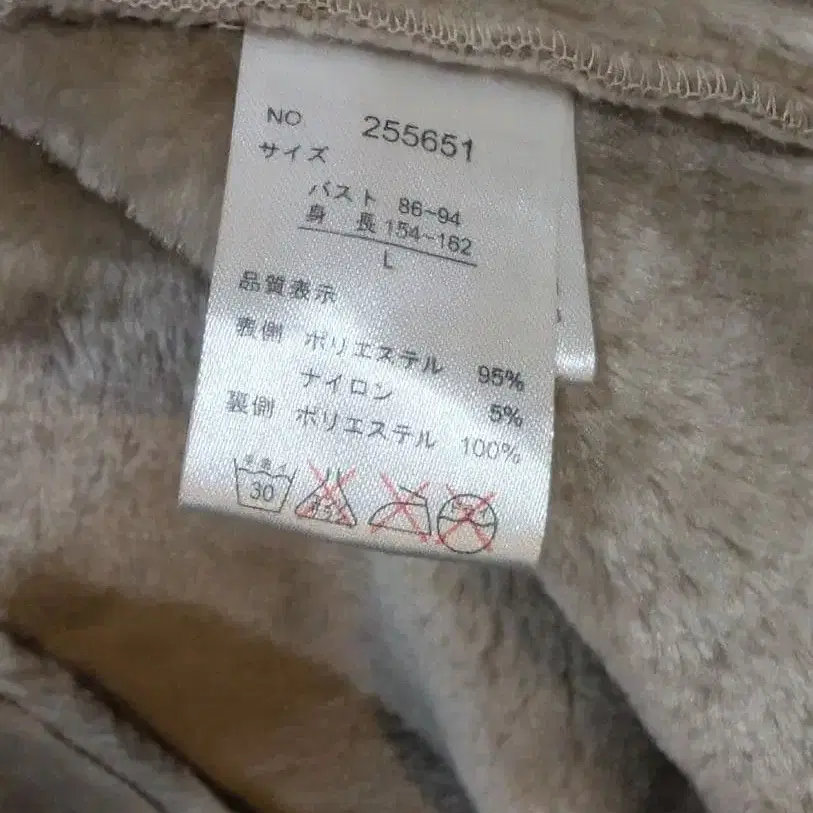 NO 255651
サイズ
バスト 86~94
身 長 154~162
L
品質表示
表側 ポリエステル 95%
ナイロン 5%
裏側 ポリエステル 100%
30